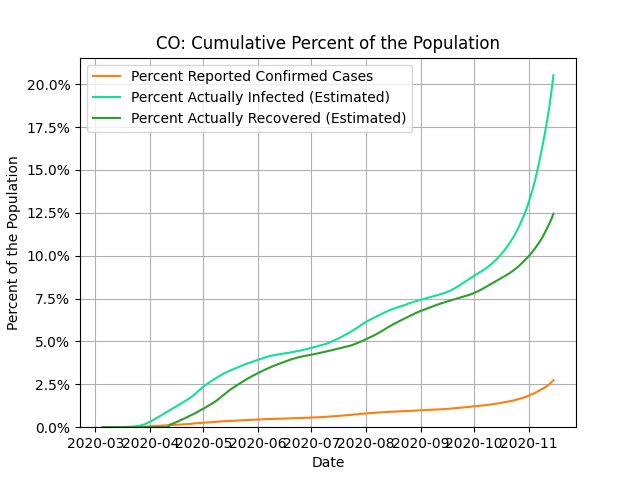 CO: Cumulative Percent of the Population
Percent Reported Confirmed Cases
Percent Actually Infected (Estimated)
Percent Actually Recovered (Estimated)
Percent of the Population
20.0%
17.5%
15.0%
12.5%
10.0%
7.5%
5.0%
2.5%
0.0%
2020-03 2020-04 2020-05 2020-06 2020-07 2020-08 2020-09 2020-10 2020-11
Date